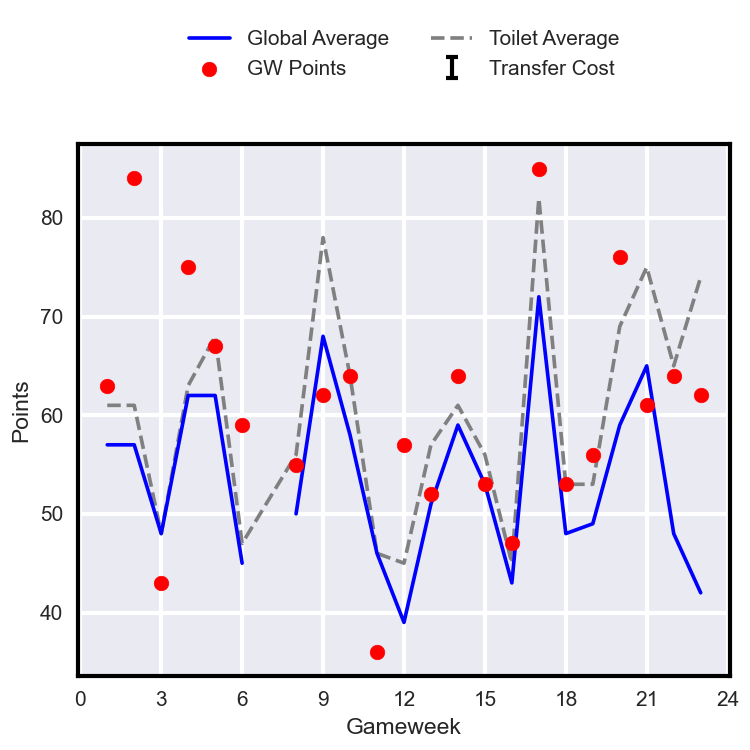 Global Average Toilet Average
GW Points Transfer Cost
80
70
60
50
40
Points
0 3 6 9 12 15 18 21 24
Gameweek